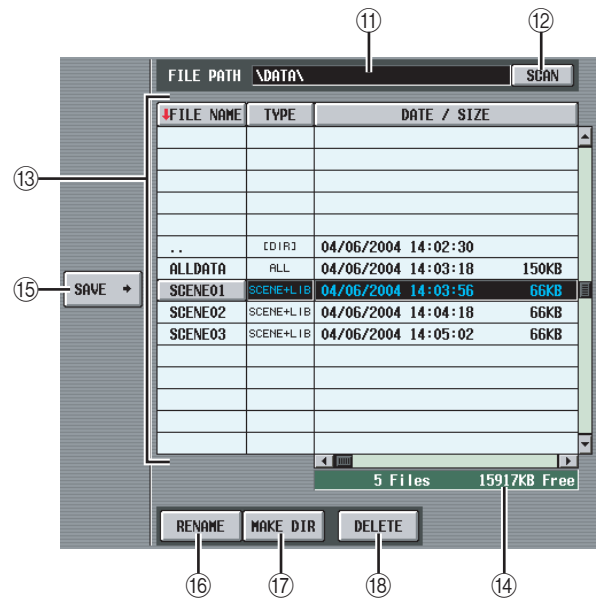 ⑪ ⑫
FILE PATH \DATA\ SCAN
FILE NAME TYPE DATE / SIZE
⑬
.. [DIR] 04/06/2004 14:02:30
ALLDATA ALL 04/06/2004 14:03:18 150KB
⑮ SAVE → SCENE01 SCENE+LIB 04/06/2004 14:03:56 66KB
SCENE02 SCENE+LIB 04/06/2004 14:04:18 66KB
SCENE03 SCENE+LIB 04/06/2004 14:05:02 66KB
5 Files 15917KB Free
RENAME MAKE DIR DELETE
⑯ ⑰ ⑱ ⑭